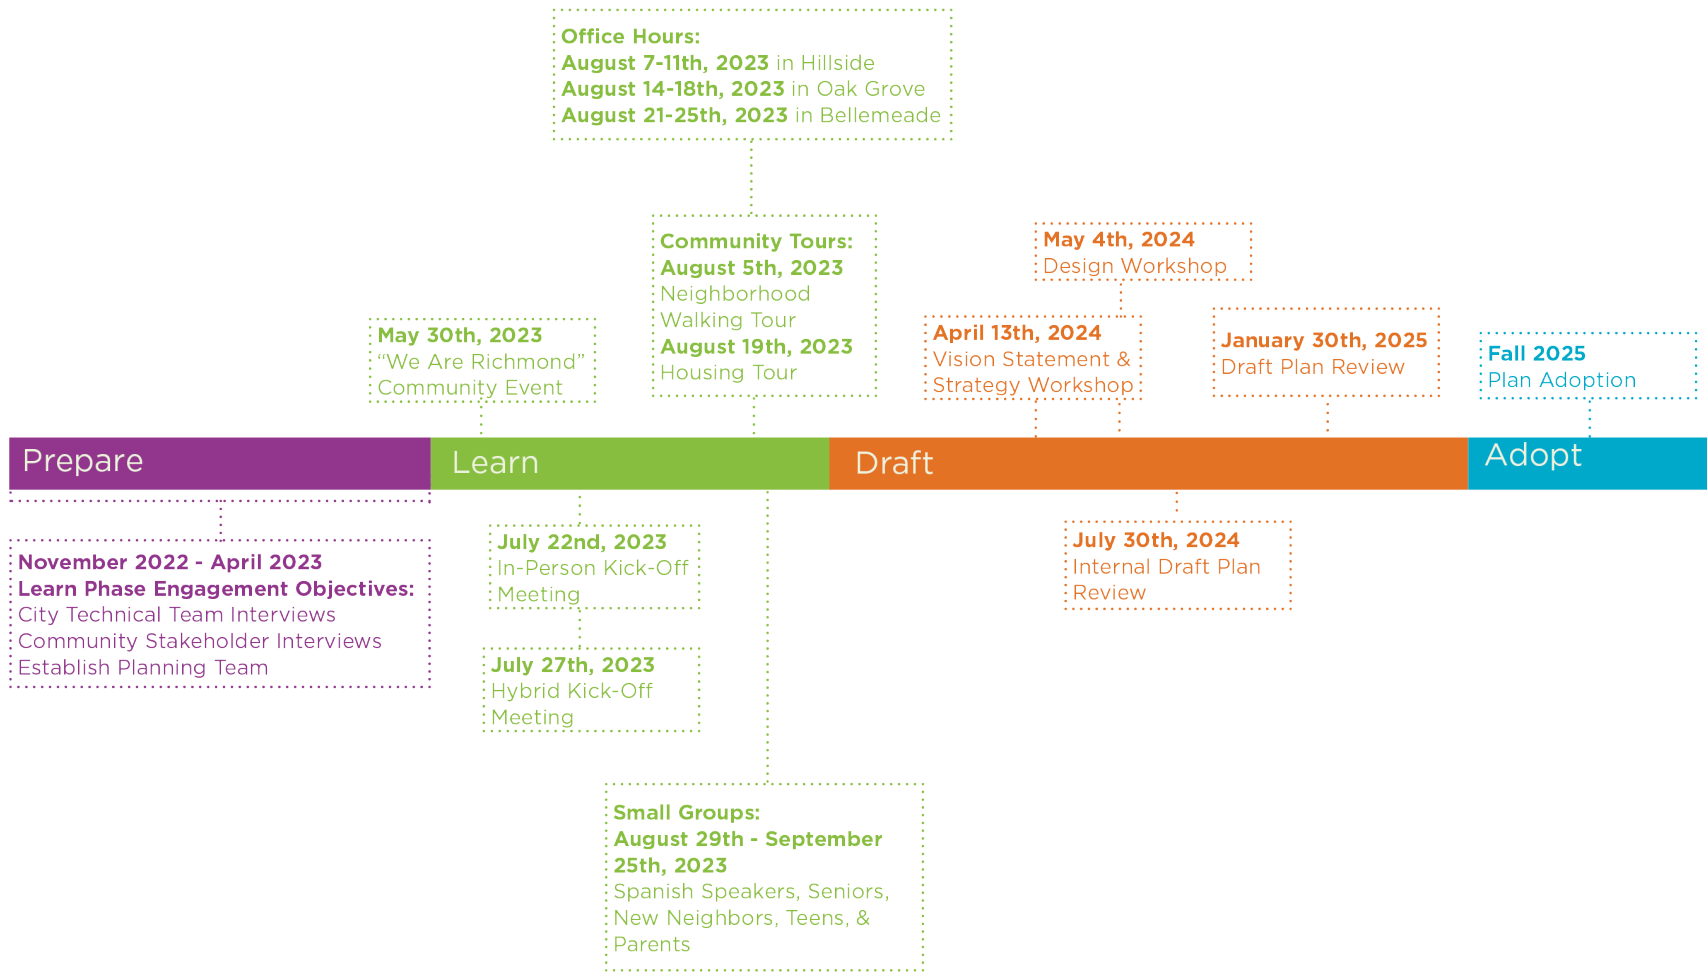 Office Hours:
August 7-11th, 2023 in Hillside
August 14-18th, 2023 in Oak Grove
August 21-25th, 2023 in Bellemeade
Community Tours:
August 5th, 2023
Neighborhood
Walking Tour
August 19th, 2023
Housing Tour
May 4th, 2024
Design Workshop
May 30th, 2023
“We Are Richmond”
Community Event
April 13th, 2024
Vision Statement &
Strategy Workshop
January 30th, 2025
Draft Plan Review
Fall 2025
Plan Adoption
Prepare
Learn
Draft
Adopt
November 2022 - April 2023
Learn Phase Engagement Objectives:
City Technical Team Interviews
Community Stakeholder Interviews
Establish Planning Team
July 22nd, 2023
In-Person Kick-Off
Meeting
July 27th, 2023
Hybrid Kick-Off
Meeting
July 30th, 2024
Internal Draft Plan
Review
Small Groups:
August 29th - September
25th, 2023
Spanish Speakers, Seniors,
New Neighbors, Teens, &
Parents